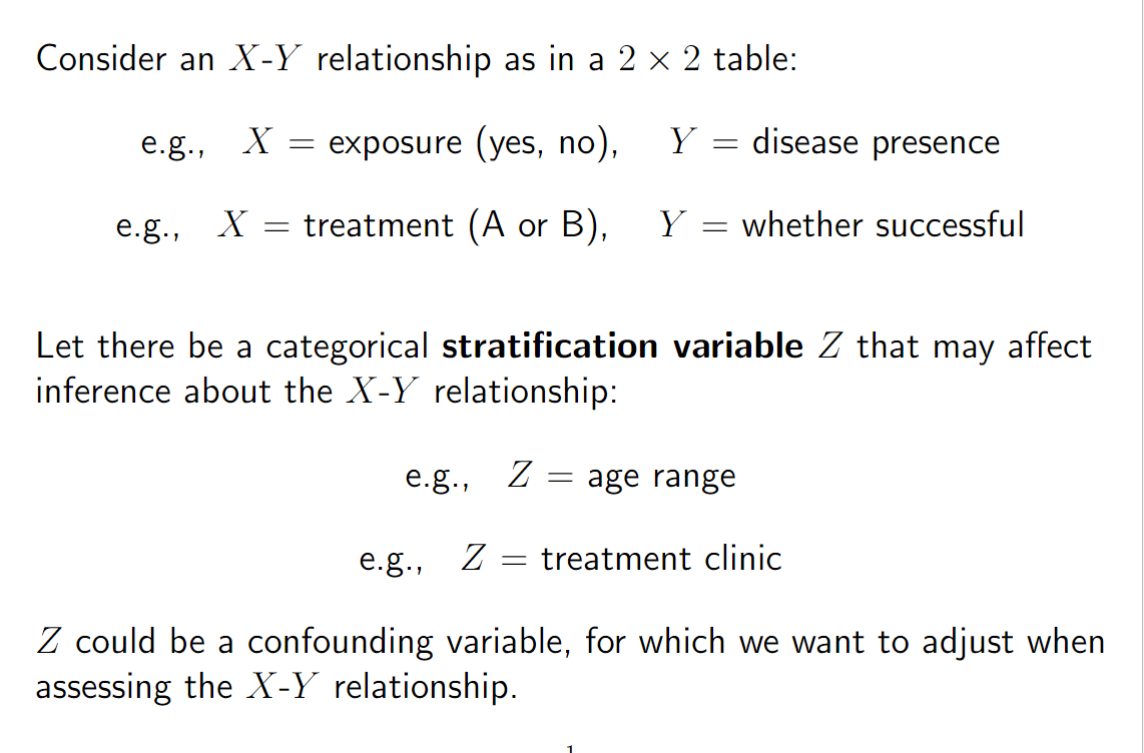 Consider an X-Y relationship as in a 2 × 2 table:
e.g., X = exposure (yes, no), Y = disease presence
e.g., X = treatment (A or B), Y = whether successful
Let there be a categorical stratification variable Z that may affect
inference about the X-Y relationship:
e.g., Z = age range
e.g., Z = treatment clinic
Z could be a confounding variable, for which we want to adjust when
assessing the X-Y relationship.
1